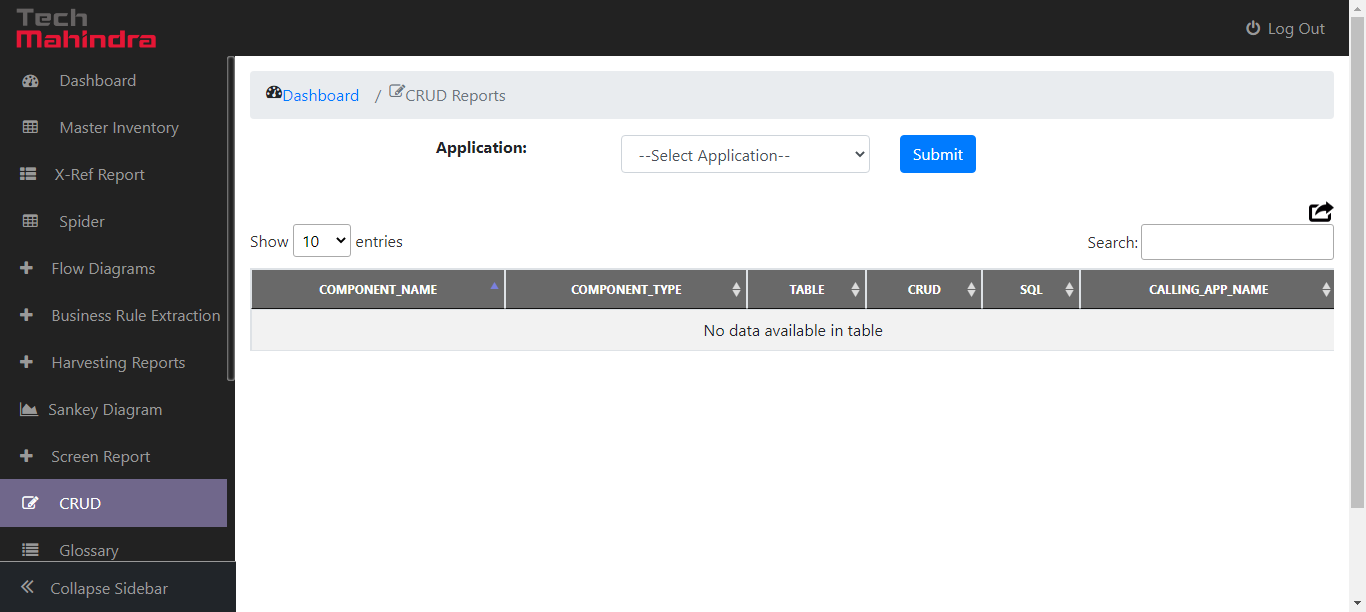 Tech
Mahindra
Log Out
Dashboard
Master Inventory
X-Ref Report
Spider
Flow Diagrams
Business Rule Extraction
Harvesting Reports
Sankey Diagram
Screen Report
CRUD
Glossary
Collapse Sidebar
Dashboard / CRUD Reports
Application: --Select Application-- Submit
Show 10 entries Search:
COMPONENT_NAME COMPONENT_TYPE TABLE CRUD SQL CALLING_APP_NAME
No data available in table